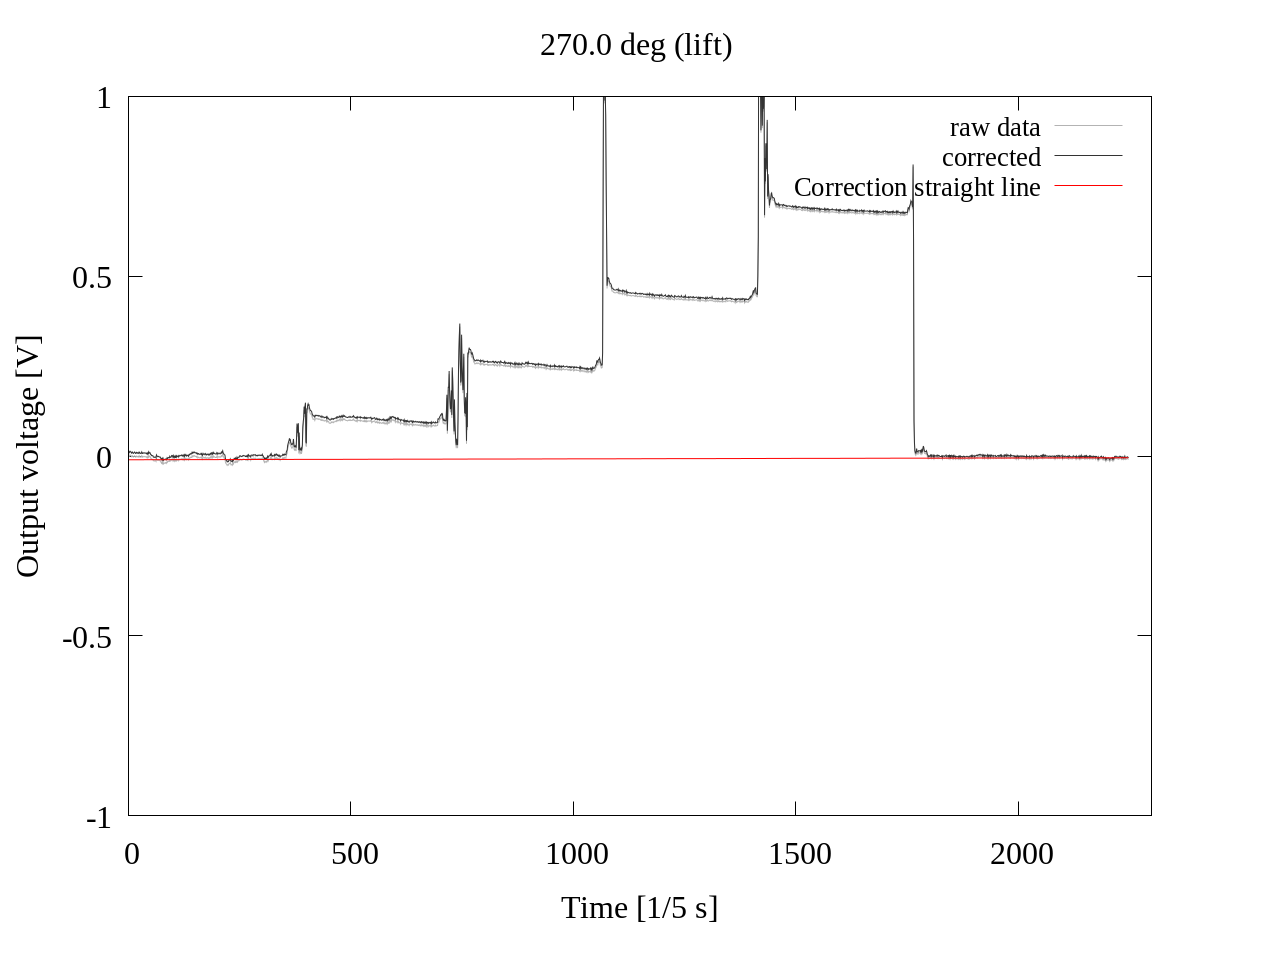 270.0 deg (lift)
1
0.5
0
-0.5
-1
raw data
corrected
Correction straight line
Output voltage [V]
0 500 1000 1500 2000
Time [1/5 s]